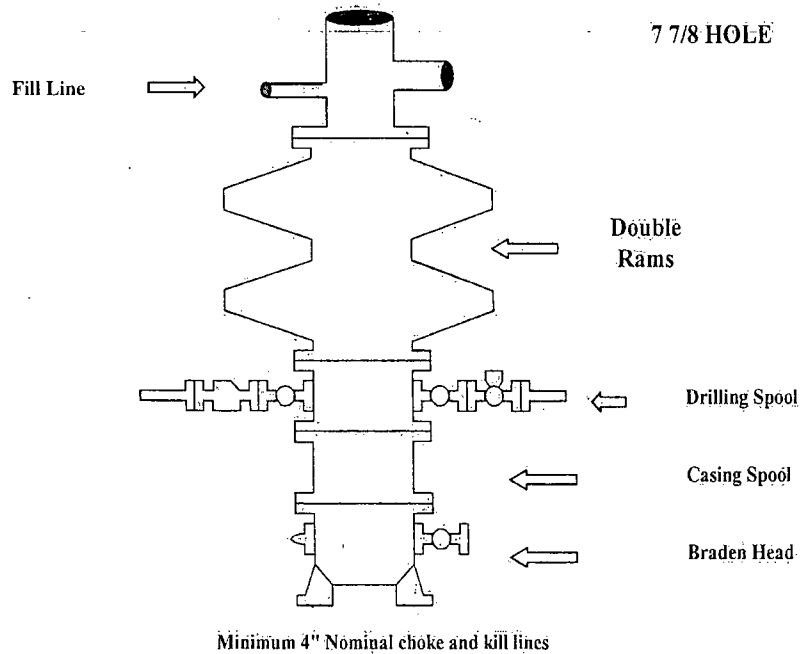 7 7/8 HOLE
Fill Line
Double
Rams
Drilling Spool
Casing Spool
Braden Head
Minimum 4" Nominal choke and kill lines